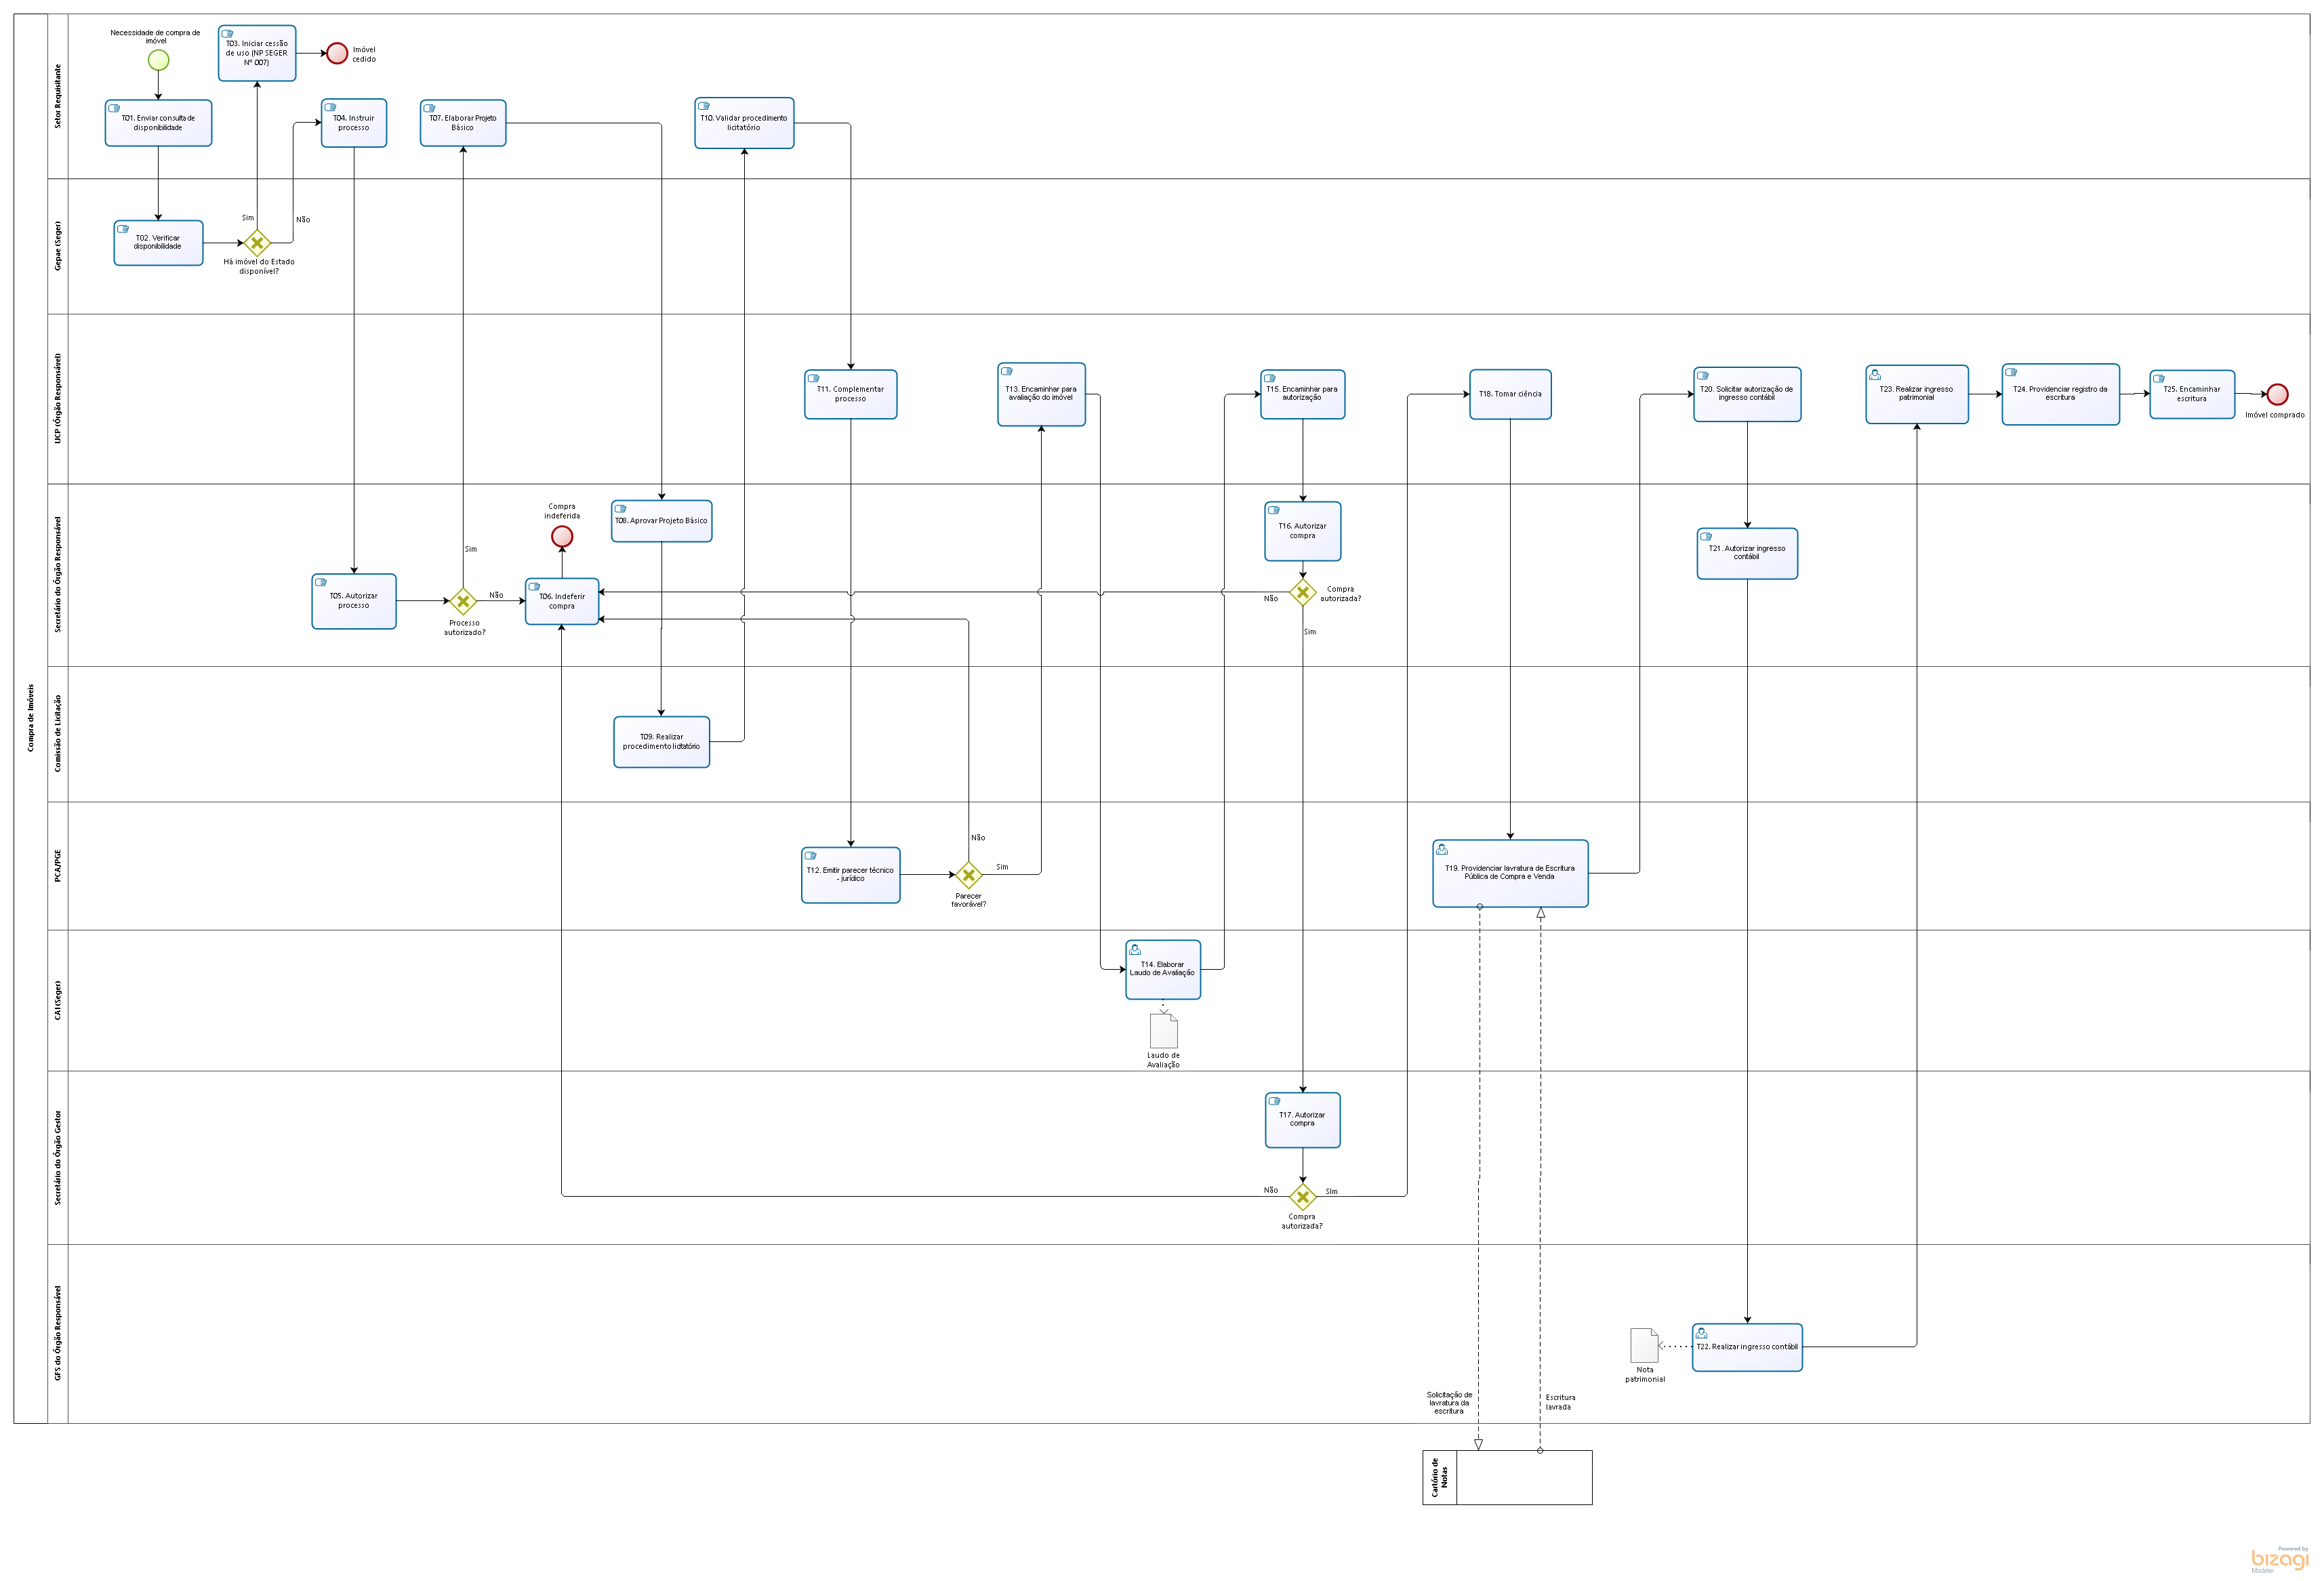 Compra de Imóveis
Setor Requisitante
Necessidade de compra de
imóvel
T01. Enviar consulta de
disponibilidade
T03. Iniciar cessão
de uso (NP SEGER
Nº 007)
Imóvel
cedido
T04. Instruir
processo
T07. Elaborar Projeto
Básico
T10. Validar procedimento
licitatório
Gepae (Seger)
T02. Verificar
disponibilidade
Sim
Não
Há imóvel do Estado
disponível?
UCP (Órgão Responsável)
T11. Complementar
processo
T13. Encaminhar para
avaliação do imóvel
T15. Encaminhar para
autorização
T18. Tomar ciência
T20. Solicitar autorização de
ingresso contábil
T23. Realizar ingresso
patrimonial
T24. Providenciar registro da
escritura
T25. Encaminhar
escritura
Imóvel comprado
Secretário do Órgão Responsável
T05. Autorizar
processo
Sim
Não
Processo
autorizado?
Compra
indeferida
T06. Indeferir
compra
T08. Aprovar Projeto Básico
T16. Autorizar
compra
Não
Compra
autorizada?
Sim
T21. Autorizar ingresso
contábil
Comissão de Licitação
T09. Realizar
procedimento licitatório
PCA/PGE
T12. Emitir parecer técnico
- jurídico
Não
Sim
Parecer
favorável?
T19. Providenciar lavratura de Escritura
Pública de Compra e Venda
CAI (Seger)
T14. Elaborar
Laudo de Avaliação
Laudo de
Avaliação
Secretário do Órgão Gestor
T17. Autorizar
compra
Não
Sim
Compra
autorizada?
GFS do Órgão Responsável
T22. Realizar ingresso contábil
Nota
patrimonial
Solicitação de
lavratura da
escritura
Escritura
lavrada
Cartório de
Notas
Powered by
bizagi
Modeler